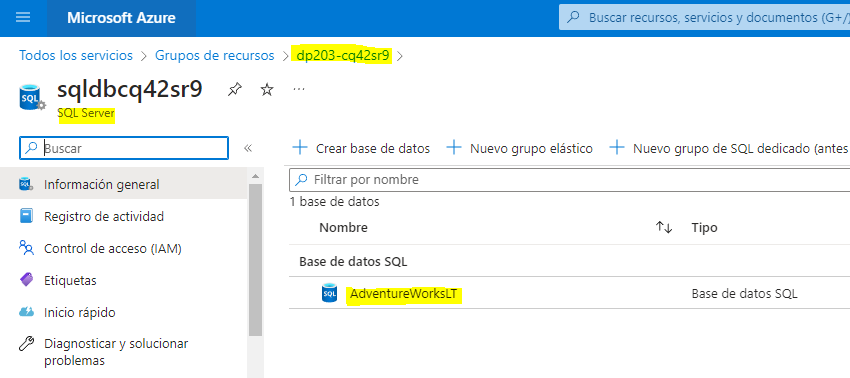 Microsoft Azure
Buscar recursos, servicios y documentos (G+/)
Todos los servicios > Grupos de recursos > dp203-cq42sr9 >
sqldbcq42sr9
SQL Server
Buscar
«
+ Crear base de datos + Nuevo grupo elástico + Nuevo grupo de SQL dedicado (antes
Filtrar por nombre
1 base de datos
Nombre ↑↓ Tipo
Base de datos SQL
AdventureWorksLT Base de datos SQL
Información general
Registro de actividad
Control de acceso (IAM)
Etiquetas
Inicio rápido
Diagnosticar y solucionar
problemas